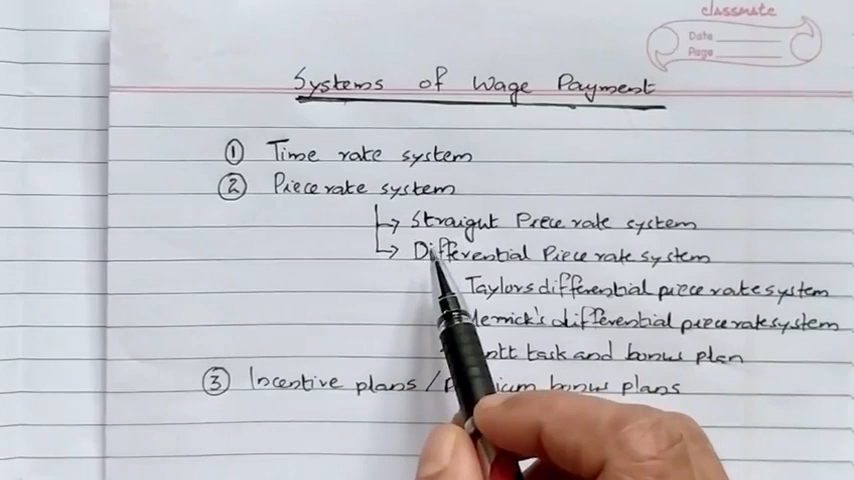 classmate
Date
Page
Systems of Wage Payment
① Time rate system
② Piece rate system
→ Straight Piece rate system
→ Differential Piece rate system
Taylors differential piece rate system
Merrick's differential piece rate system
task and bonus plan
③ Incentive plans / bonus plans